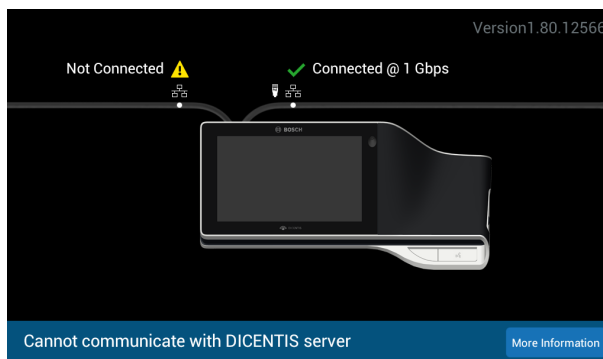 Version1.80.12566
Not Connected
Connected @ 1 Gbps
BOSCH
Cannot communicate with DICENTIS server
More Information